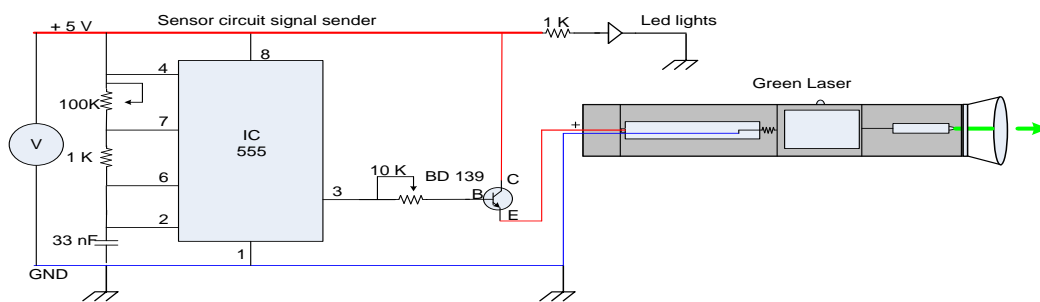 Sensor circuit signal sender
+ 5 V
1 K
Led lights
8
4
Green Laser
100K
7
+
V
IC
555
1 K
10 K
BD 139
C
6
3
B
E
2
33 nF
1
GND